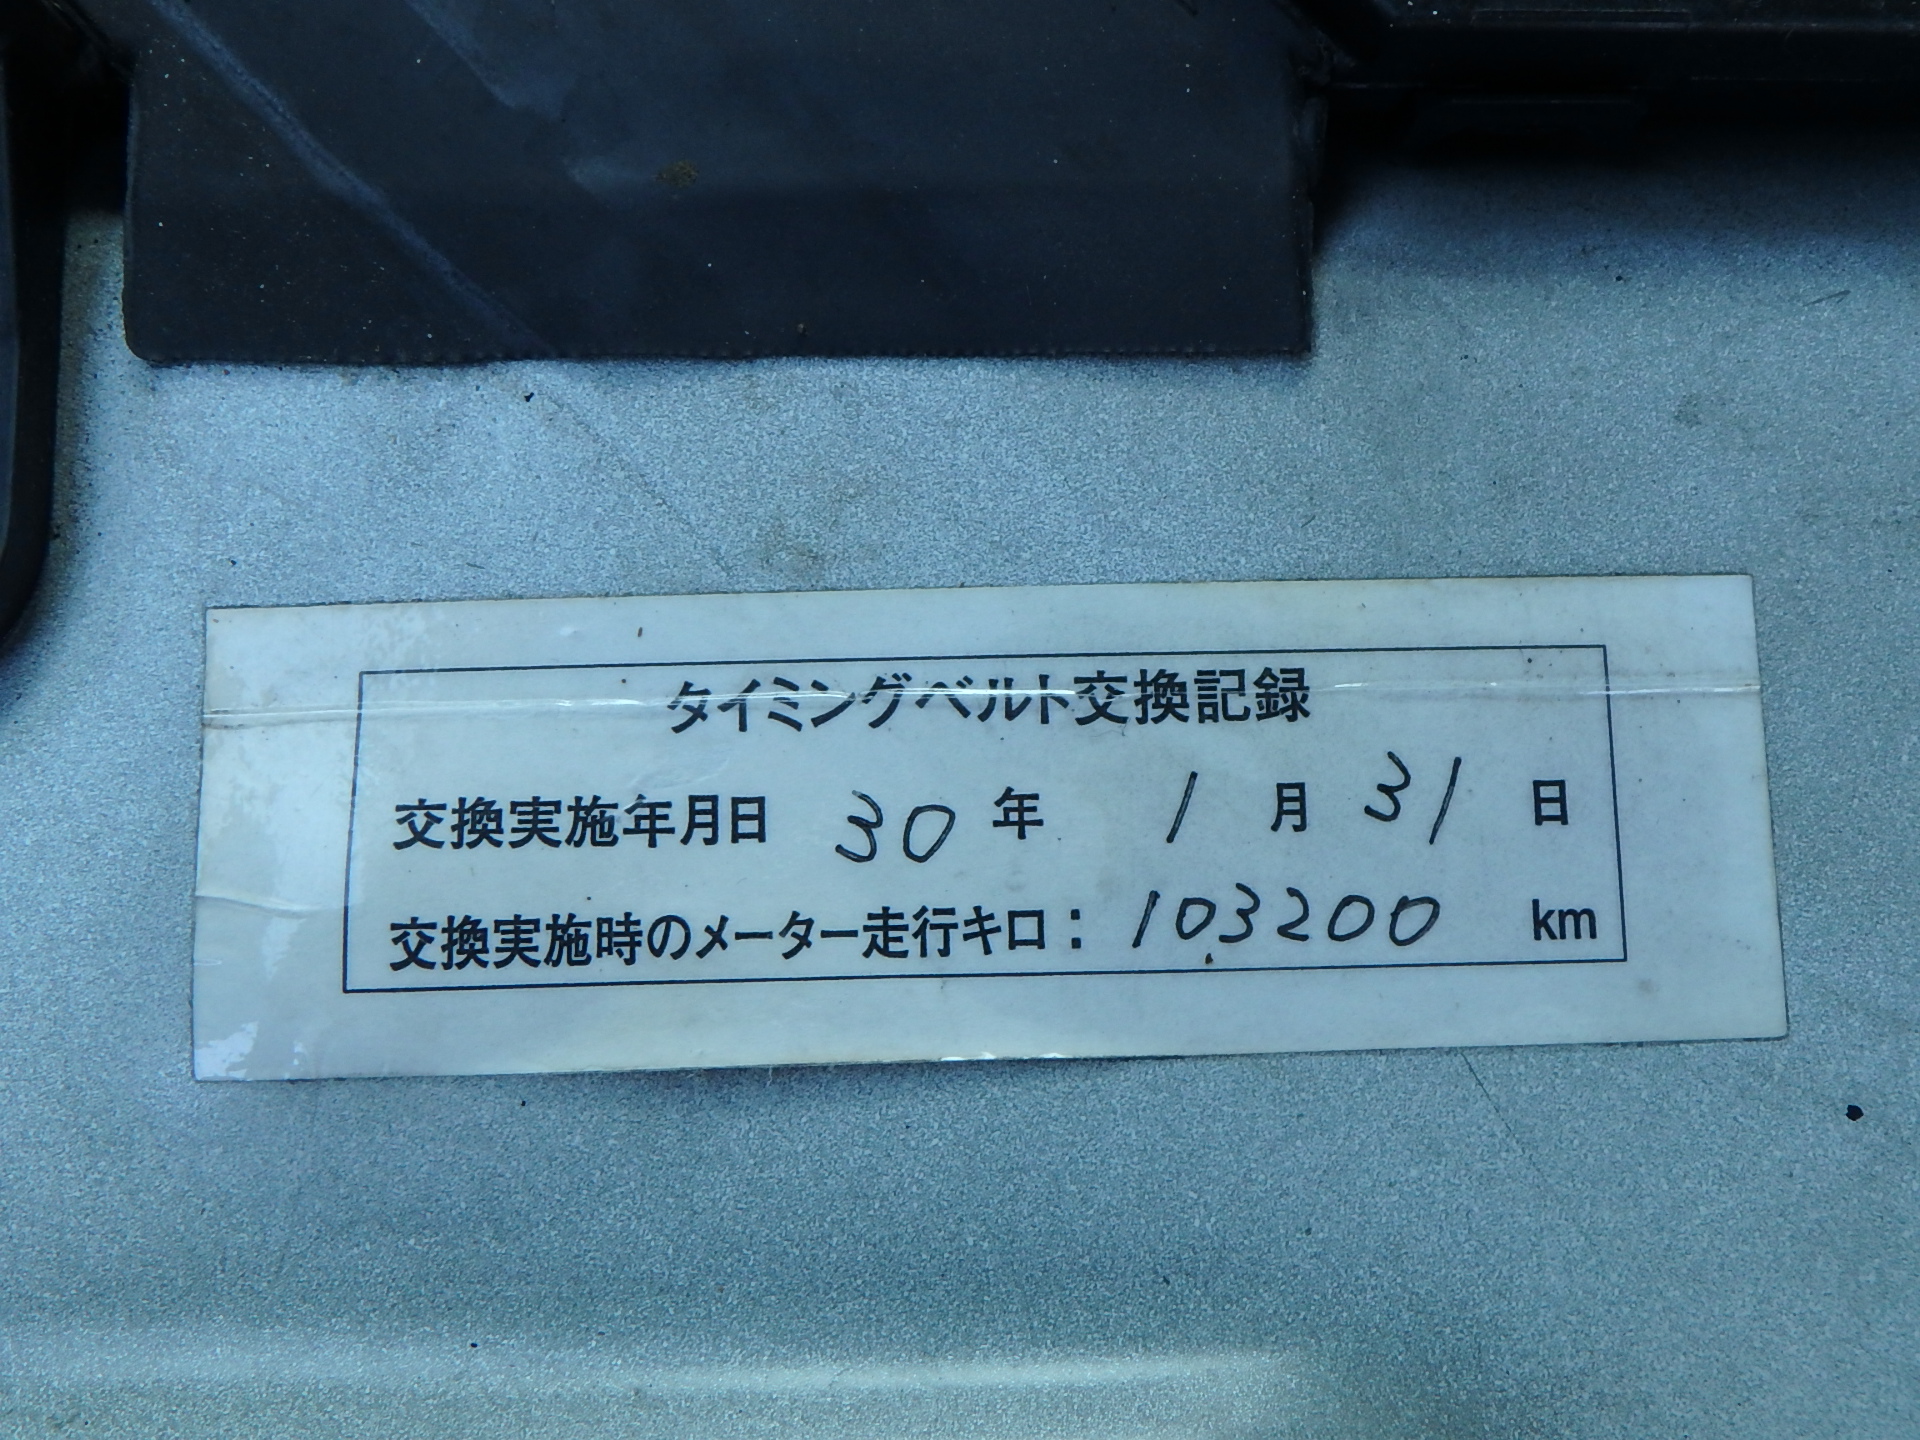 タイミングベルト交換記録
交換実施年月日 30 年 1 月 31 日
交換実施時のメーター走行キロ：103200 km